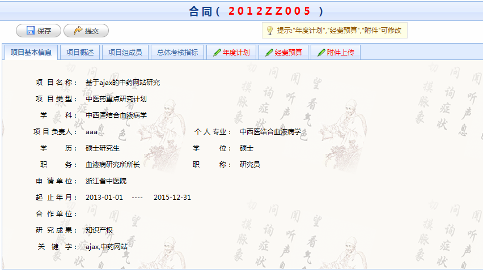 合同( 2012ZZ005 )
保存 提交 提示:"年度计划","经费预算","附件"可修改
项目基本信息 项目概述 项目组成员 总体考核指标 年度计划 经费预算 附件上传
项 目 名 称： 基于ajax的中药网站研究
项 目 类 型： 中医药重点研究计划
学 科： 中西医结合血液病学
项目负责人： aaa 个人专业： 中西医结合血液病学
学 历： 硕士研究生 学 位： 硕士
职 务： 血液病研究所所长 职 称： 研究员
申 请 单 位： 浙江省中医院
起 止 年 月： 2013-01-01 ---- 2015-12-31
合 作 单 位：
研 究 成 果： 知识产权
关 键 字： ajax,中药网站